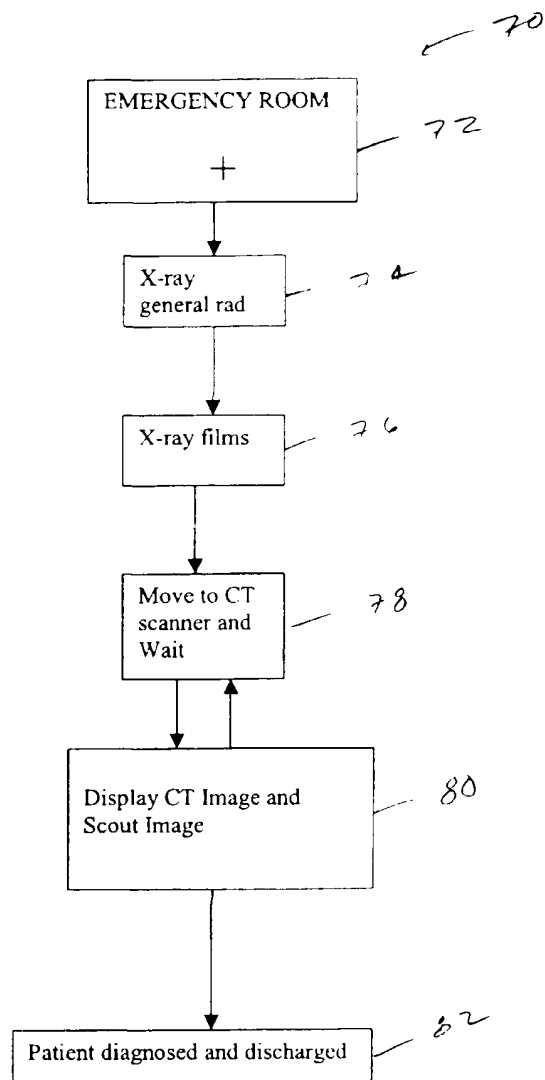 70
EMERGENCY ROOM
72
X-ray
general rad
74
X-ray films
76
Move to CT
scanner and
Wait
78
Display CT Image and
Scout Image
80
Patient diagnosed and discharged
82